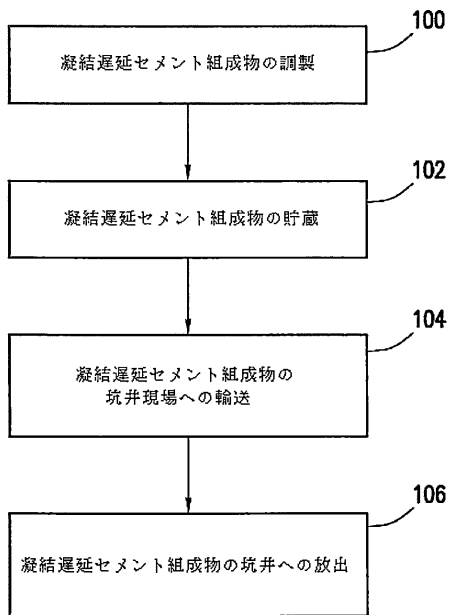 100
凝結遅延セメント組成物の調製
102
凝結遅延セメント組成物の貯蔵
104
凝結遅延セメント組成物の
坑井現場への輸送
106
凝結遅延セメント組成物の坑井への放出